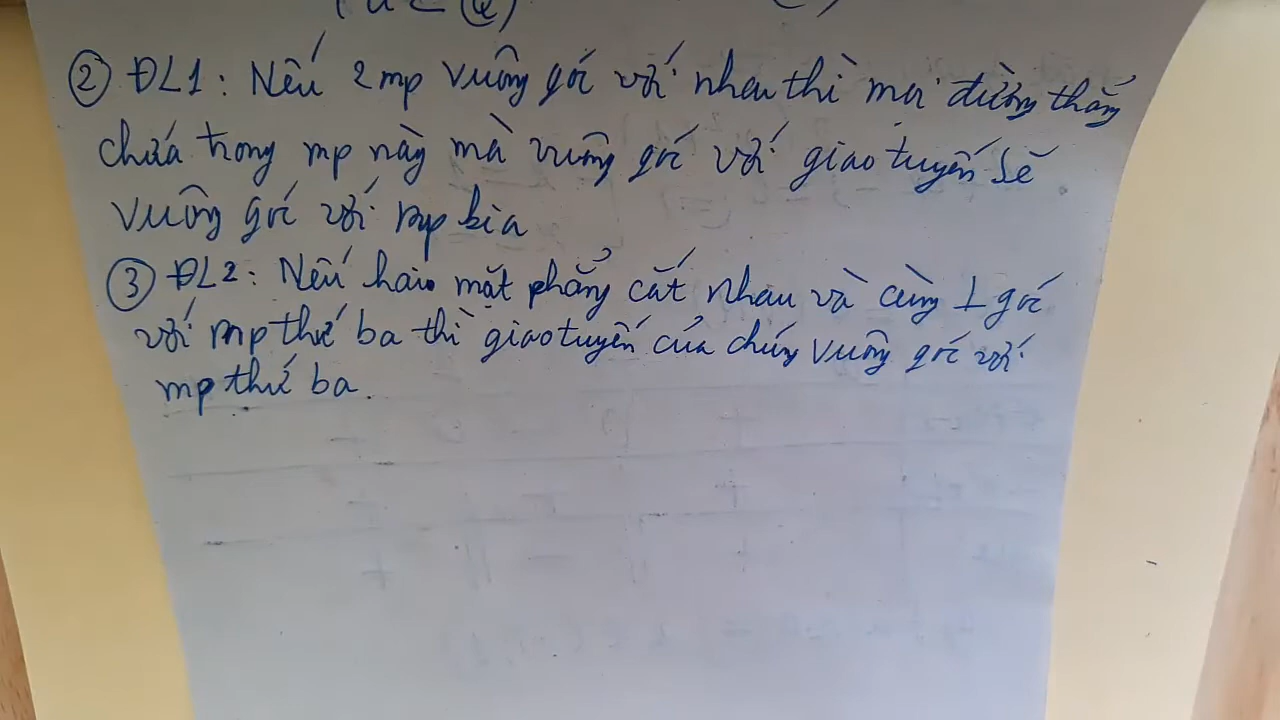 ② ĐL1: Nếu 2 mp vuông góc với nhau thì mọi đường thẳng
chứa trong mp này mà vuông góc với giao tuyến sẽ
vuông góc với mp kia
③ ĐL2: Nếu hai mặt phẳng cắt nhau và cùng ⊥ góc
với mp thứ ba thì giao tuyến của chúng vuông góc với
mp thứ ba.